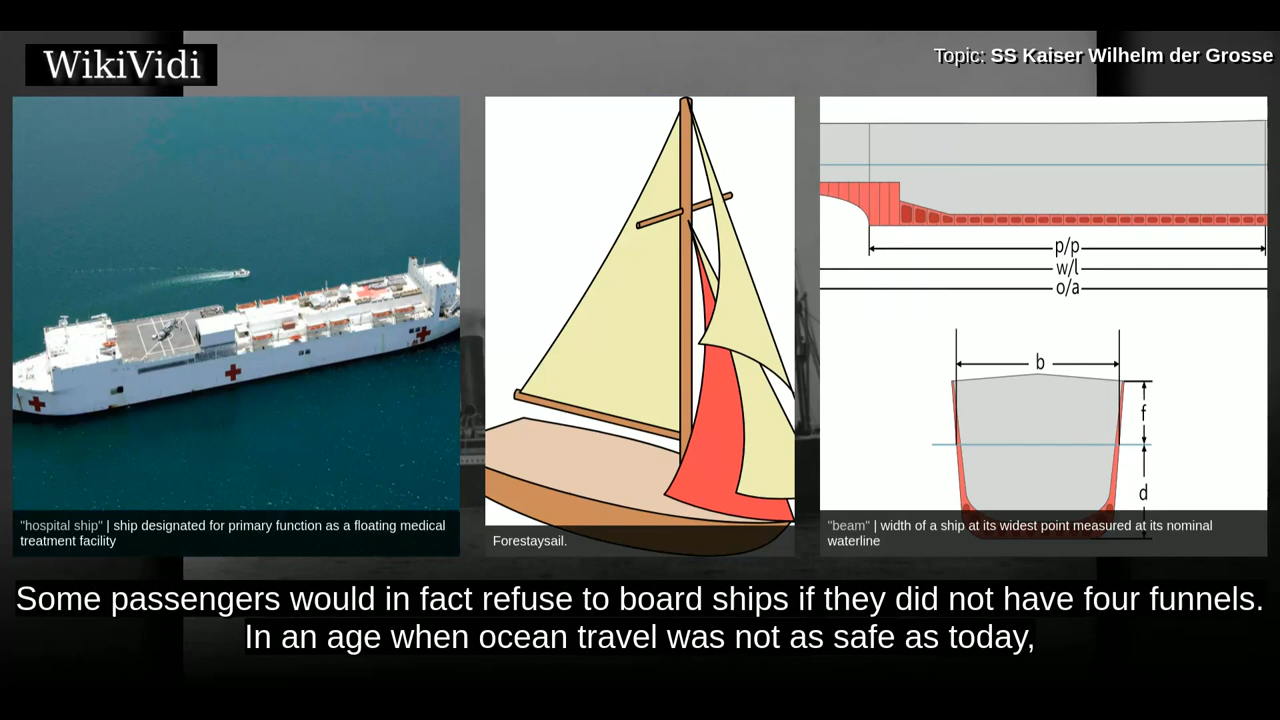 WikiVidi
Topic: SS Kaiser Wilhelm der Grosse
p/p
w/l
o/a
b
f
d
"hospital ship" | ship designated for primary function as a floating medical
treatment facility
Forestaysail.
"beam" | width of a ship at its widest point measured at its nominal
waterline
Some passengers would in fact refuse to board ships if they did not have four funnels.
In an age when ocean travel was not as safe as today,